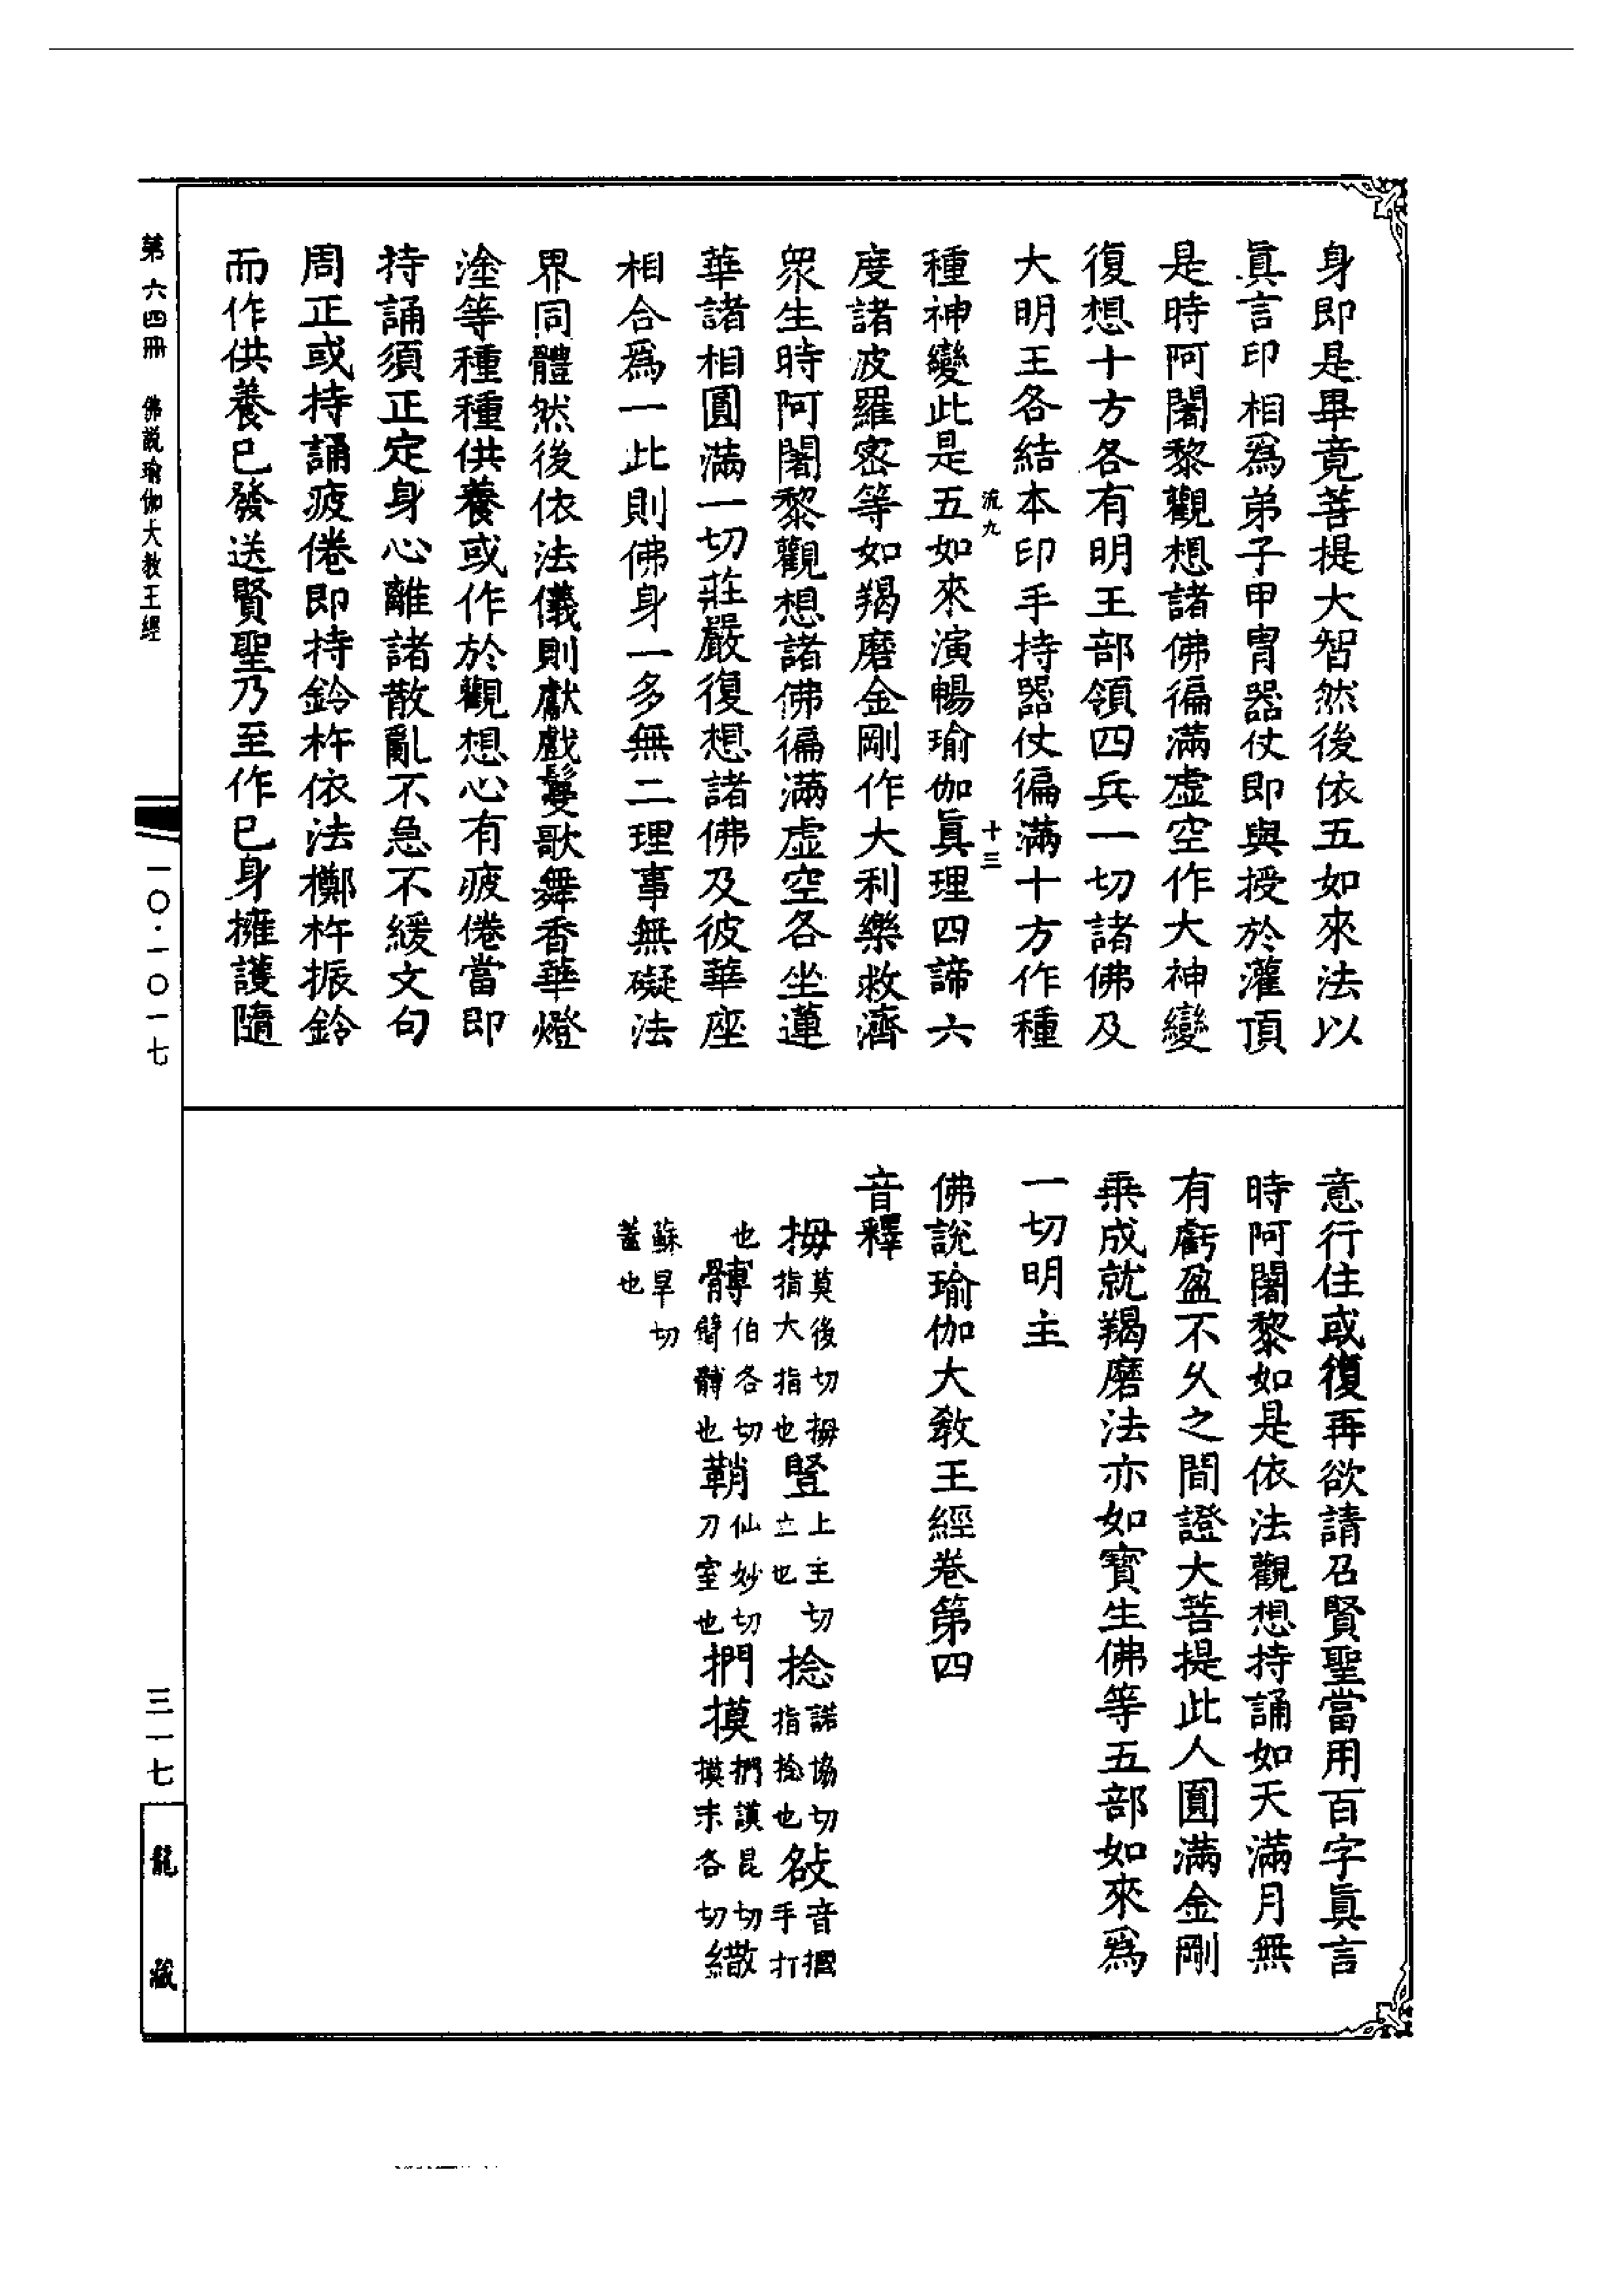 身即是畢竟菩提大智然後依五如來法以
眞言印相爲弟子甲冑器仗即與授於灌頂
是時阿闍黎觀想諸佛徧滿虛空作大神變
復想十方各有明王部領四兵一切諸佛及
大明王各結本印手持器仗徧滿十方作種
流九 十三
種神變此是五如來演暢瑜伽眞理四諦六
度諸波羅密等如羯磨金剛作大利樂救濟
衆生時阿闍黎觀想諸佛徧滿虛空各坐蓮
華諸相圓滿一切莊嚴復想諸佛及彼華座
相合爲一此則佛身一多無二理事無礙法
界同體然後依法儀則獻戲鬘歌舞香華燈
塗等種種供養或作於觀想心有疲倦當即
持誦須正定身心離諸散亂不急不緩文句
周正或持誦疲倦即持鈴杵依法擲杵振鈴
而作供養已發送賢聖乃至作已身擁護隨
意行住或復再欲請召賢聖當用百字眞言
時阿闍黎如是依法觀想持誦如天滿月無
有虧盈不久之間證大菩提此人圓滿金剛
乘成就羯磨法亦如寶生佛等五部如來爲
一切明主
佛說瑜伽大敎王經卷第四
音釋
拇莫後切拇指大指也豎上主切立也捻諾協切指捻也敆音摑手打
也髆伯各切髆臂髆也鞘仙妙切刀室也捫摸捫謨昆切摸末各切繖
蘇旱切蓋也
第六四冊 佛説瑜伽大教王經
一〇·一〇一七
三一七
龍藏